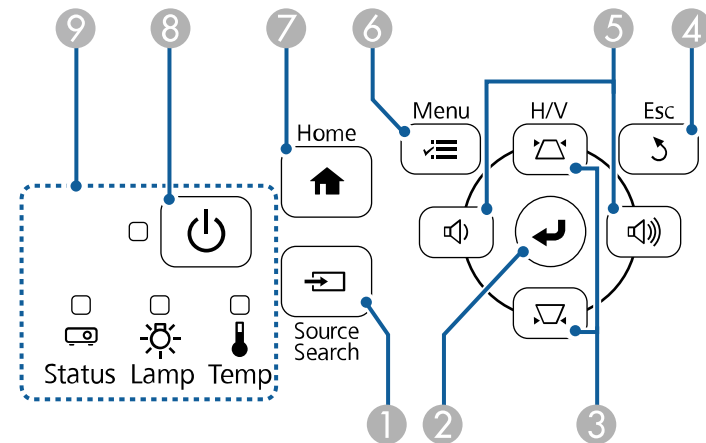 9 8 7 6 5 4
Menu H/V Esc
Home
Source
Search
Status Lamp Temp
1 2 3